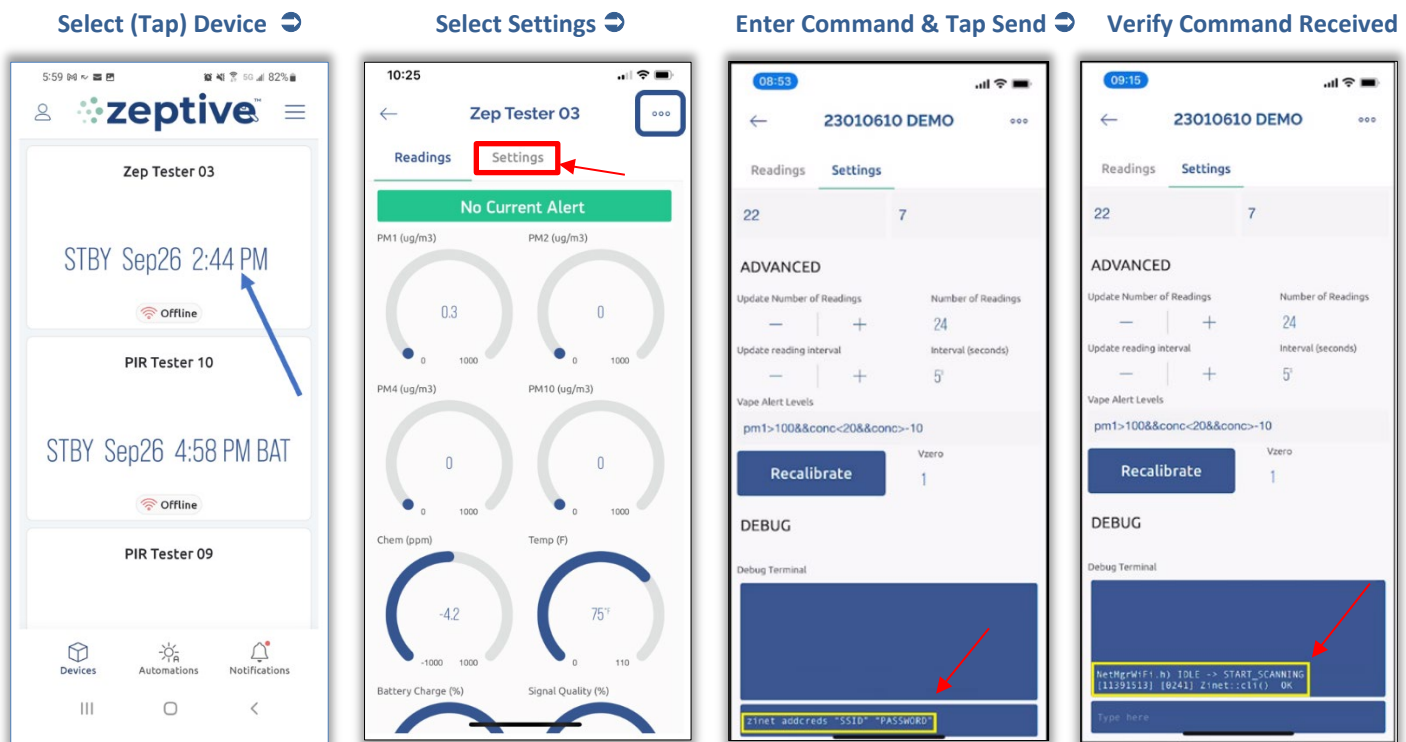 Select (Tap) Device ➲
Select Settings ➲
Enter Command & Tap Send ➲
Verify Command Received
5:59
5G 82%
zeptive
Zep Tester 03
STBY Sep26 2:44 PM
Offline
PIR Tester 10
STBY Sep26 4:58 PM BAT
Offline
PIR Tester 09
Devices
Automations
Notifications
10:25
Zep Tester 03
Readings
Settings
No Current Alert
PM1 (ug/m3)
PM2 (ug/m3)
0.3
0
0 1000
0 1000
PM4 (ug/m3)
PM10 (ug/m3)
0
0
0 1000
0 1000
Chem (ppm)
Temp (F)
-4.2
75°F
-1000 1000
0 110
Battery Charge (%)
Signal Quality (%)
08:53
23010610 DEMO
Readings
Settings
22
7
ADVANCED
Update Number of Readings
Number of Readings
— +
24
Update reading interval
Interval (seconds)
— +
Vape Alert Levels
pm1>100&&conc<20&&conc>-10
Recalibrate
Vzero
1
DEBUG
Debug Terminal
zinet addcreds "SSID" "PASSWORD"
09:15
23010610 DEMO
Readings
Settings
22
7
ADVANCED
Update Number of Readings
Number of Readings
— +
24
Update reading interval
Interval (seconds)
— +
Vape Alert Levels
pm1>100&&conc<20&&conc>-10
Recalibrate
Vzero
1
DEBUG
Debug Terminal
NetMgrWiFi.h) IDLE -> START_SCANNING
[11391513] [0241] Zinet::cli() OK
Type here